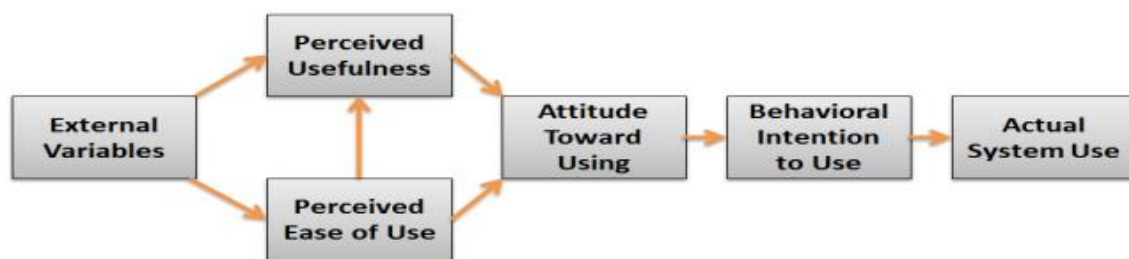 Perceived
Usefulness
External
Variables
Perceived
Ease of Use
Attitude
Toward
Using
Behavioral
Intention
to Use
Actual
System Use